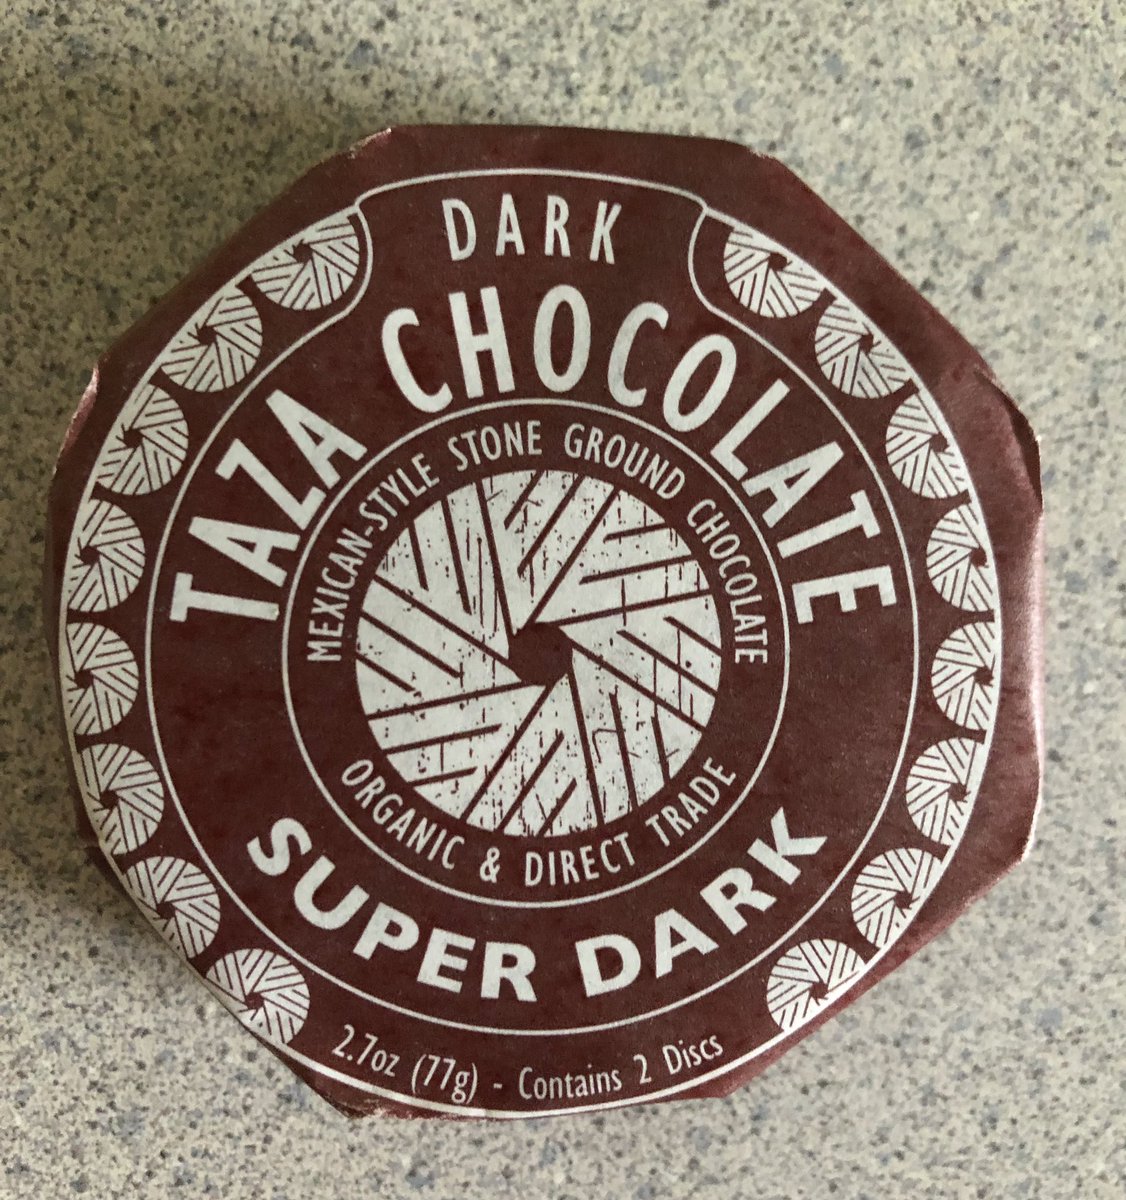 DARK
TAZA CHOCOLATE
MEXICAN-STYLE STONE GROUND CHOCOLATE
ORGANIC & DIRECT TRADE
SUPER DARK
2.7oz (77g) - Contains 2 Discs